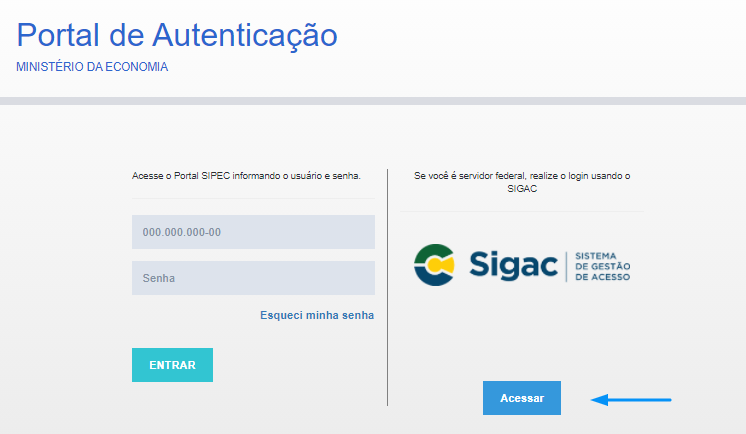 Portal de Autenticação
MINISTÉRIO DA ECONOMIA
Acesse o Portal SIPEC informando o usuário e senha.
000.000.000-00
Senha
Esqueci minha senha
ENTRAR
Se você é servidor federal, realize o login usando o
SIGAC
Sigac
SISTEMA
DE GESTÃO
DE ACESSO
Acessar